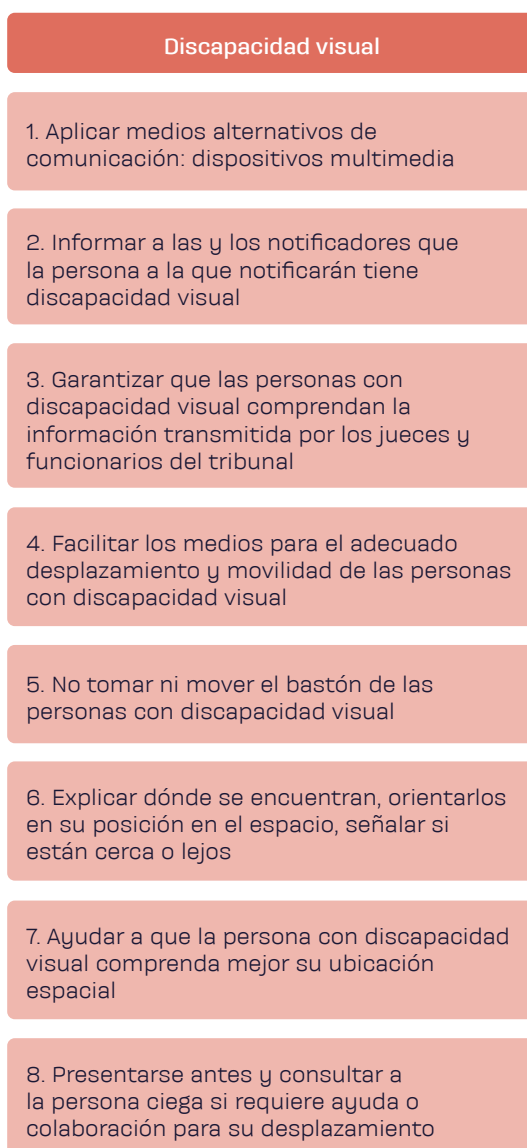 Discapacidad visual
1. Aplicar medios alternativos de
comunicación: dispositivos multimedia
2. Informar a las y los notificadores que
la persona a la que notificarán tiene
discapacidad visual
3. Garantizar que las personas con
discapacidad visual comprendan la
información transmitida por los jueces y
funcionarios del tribunal
4. Facilitar los medios para el adecuado
desplazamiento y movilidad de las personas
con discapacidad visual
5. No tomar ni mover el bastón de las
personas con discapacidad visual
6. Explicar dónde se encuentran, orientarlos
en su posición en el espacio, señalar si
están cerca o lejos
7. Ayudar a que la persona con discapacidad
visual comprenda mejor su ubicación
espacial
8. Presentarse antes y consultar a
la persona ciega si requiere ayuda o
colaboración para su desplazamiento